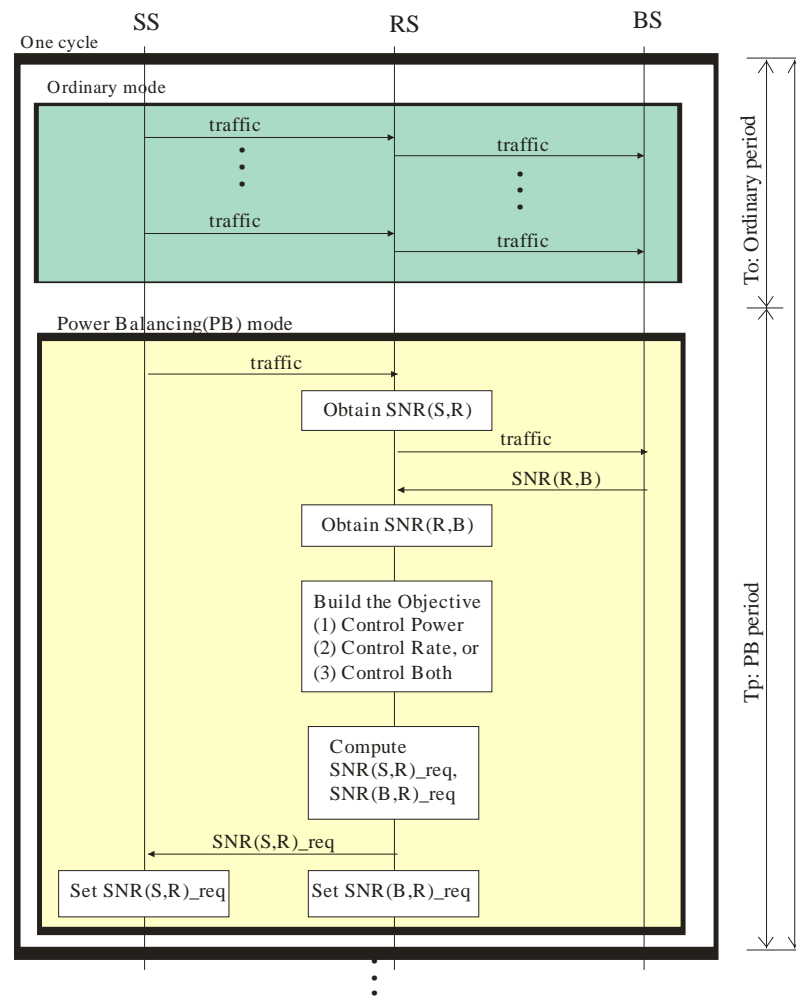 SS
RS
BS
One cycle
Ordinary mode
traffic
traffic
traffic
traffic
To: Ordinary period
Power Balancing(PB) mode
traffic
Obtain SNR(S,R)
traffic
SNR(R,B)
Obtain SNR(R,B)
Build the Objective
(1) Control Power
(2) Control Rate, or
(3) Control Both
Compute
SNR(S,R)_req,
SNR(B,R)_req
SNR(S,R)_req
Set SNR(S,R)_req
Set SNR(B,R)_req
Tp: PB period